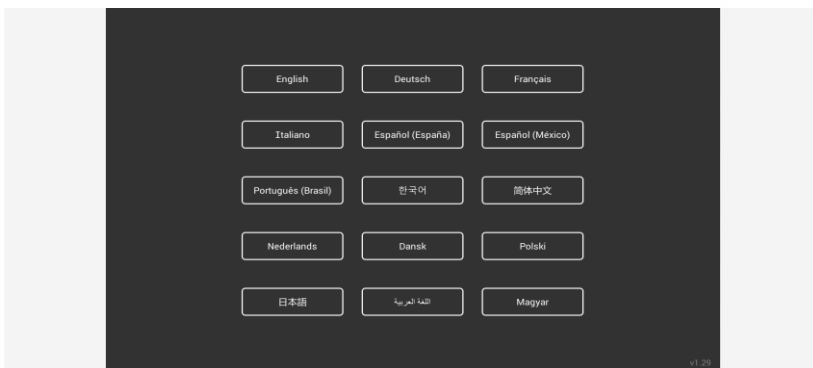 English
Deutsch
Français
Italiano
Español (España)
Español (México)
Português (Brasil)
한국어
简体中文
Nederlands
Dansk
Polski
日本語
اللغة العربية
Magyar
v1.29